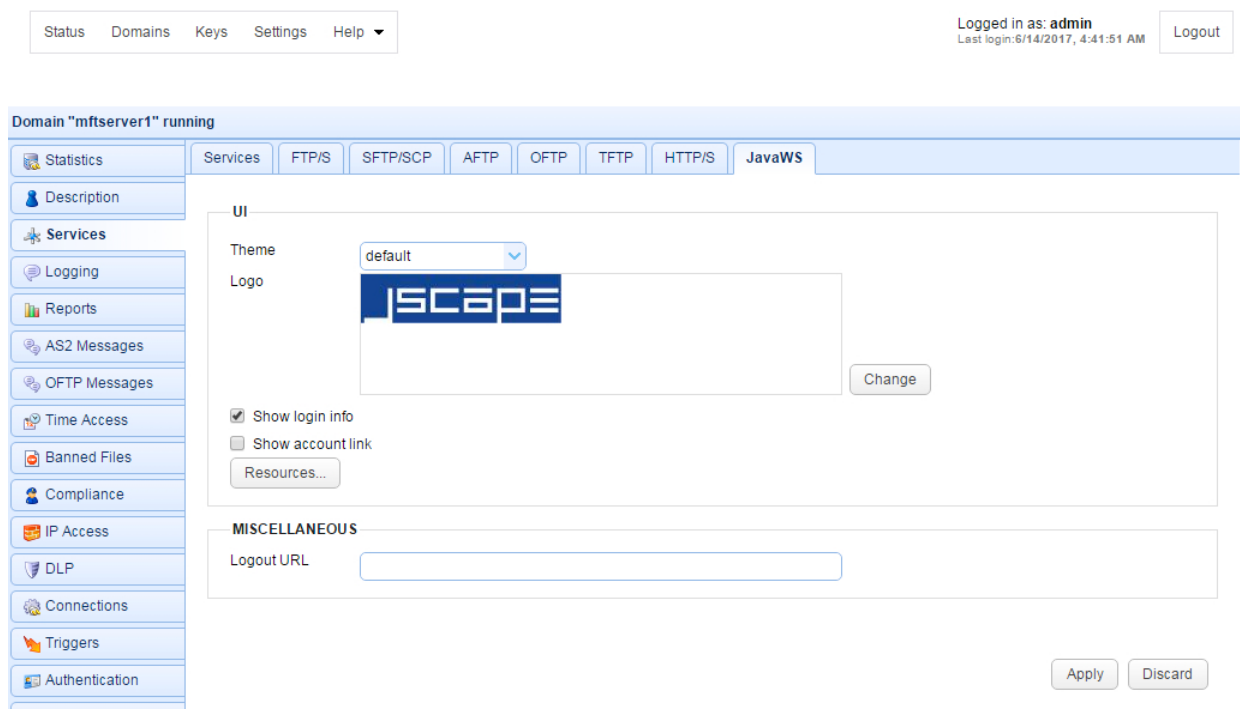 Status Domains Keys Settings Help
Logged in as: admin
Last login:6/14/2017, 4:41:51 AM
Logout
Domain "mftserver1" running
Statistics
Description
Services
Logging
Reports
AS2 Messages
OFTP Messages
Time Access
Banned Files
Compliance
IP Access
DLP
Connections
Triggers
Authentication
Services FTP/S SFTP/SCP AFTP OFTP TFTP HTTP/S JavaWS
UI
Theme default
Logo
jscape
Change
Show login info
Show account link
Resources...
MISCELLANEOUS
Logout URL
Apply Discard